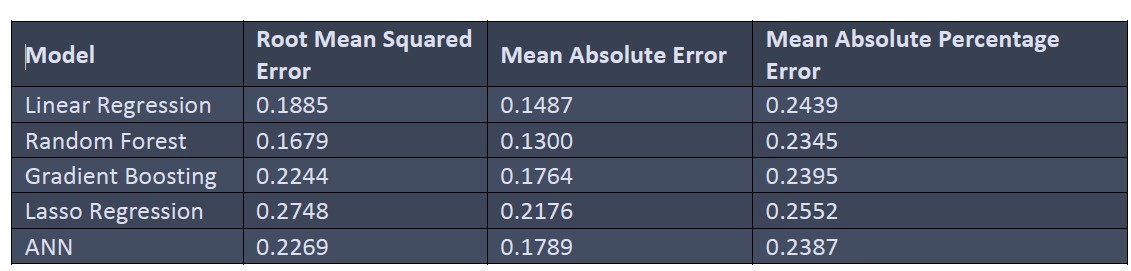 Model Root Mean Squared Error Mean Absolute Error Mean Absolute Percentage Error
Linear Regression 0.1885 0.1487 0.2439
Random Forest 0.1679 0.1300 0.2345
Gradient Boosting 0.2244 0.1764 0.2395
Lasso Regression 0.2748 0.2176 0.2552
ANN 0.2269 0.1789 0.2387